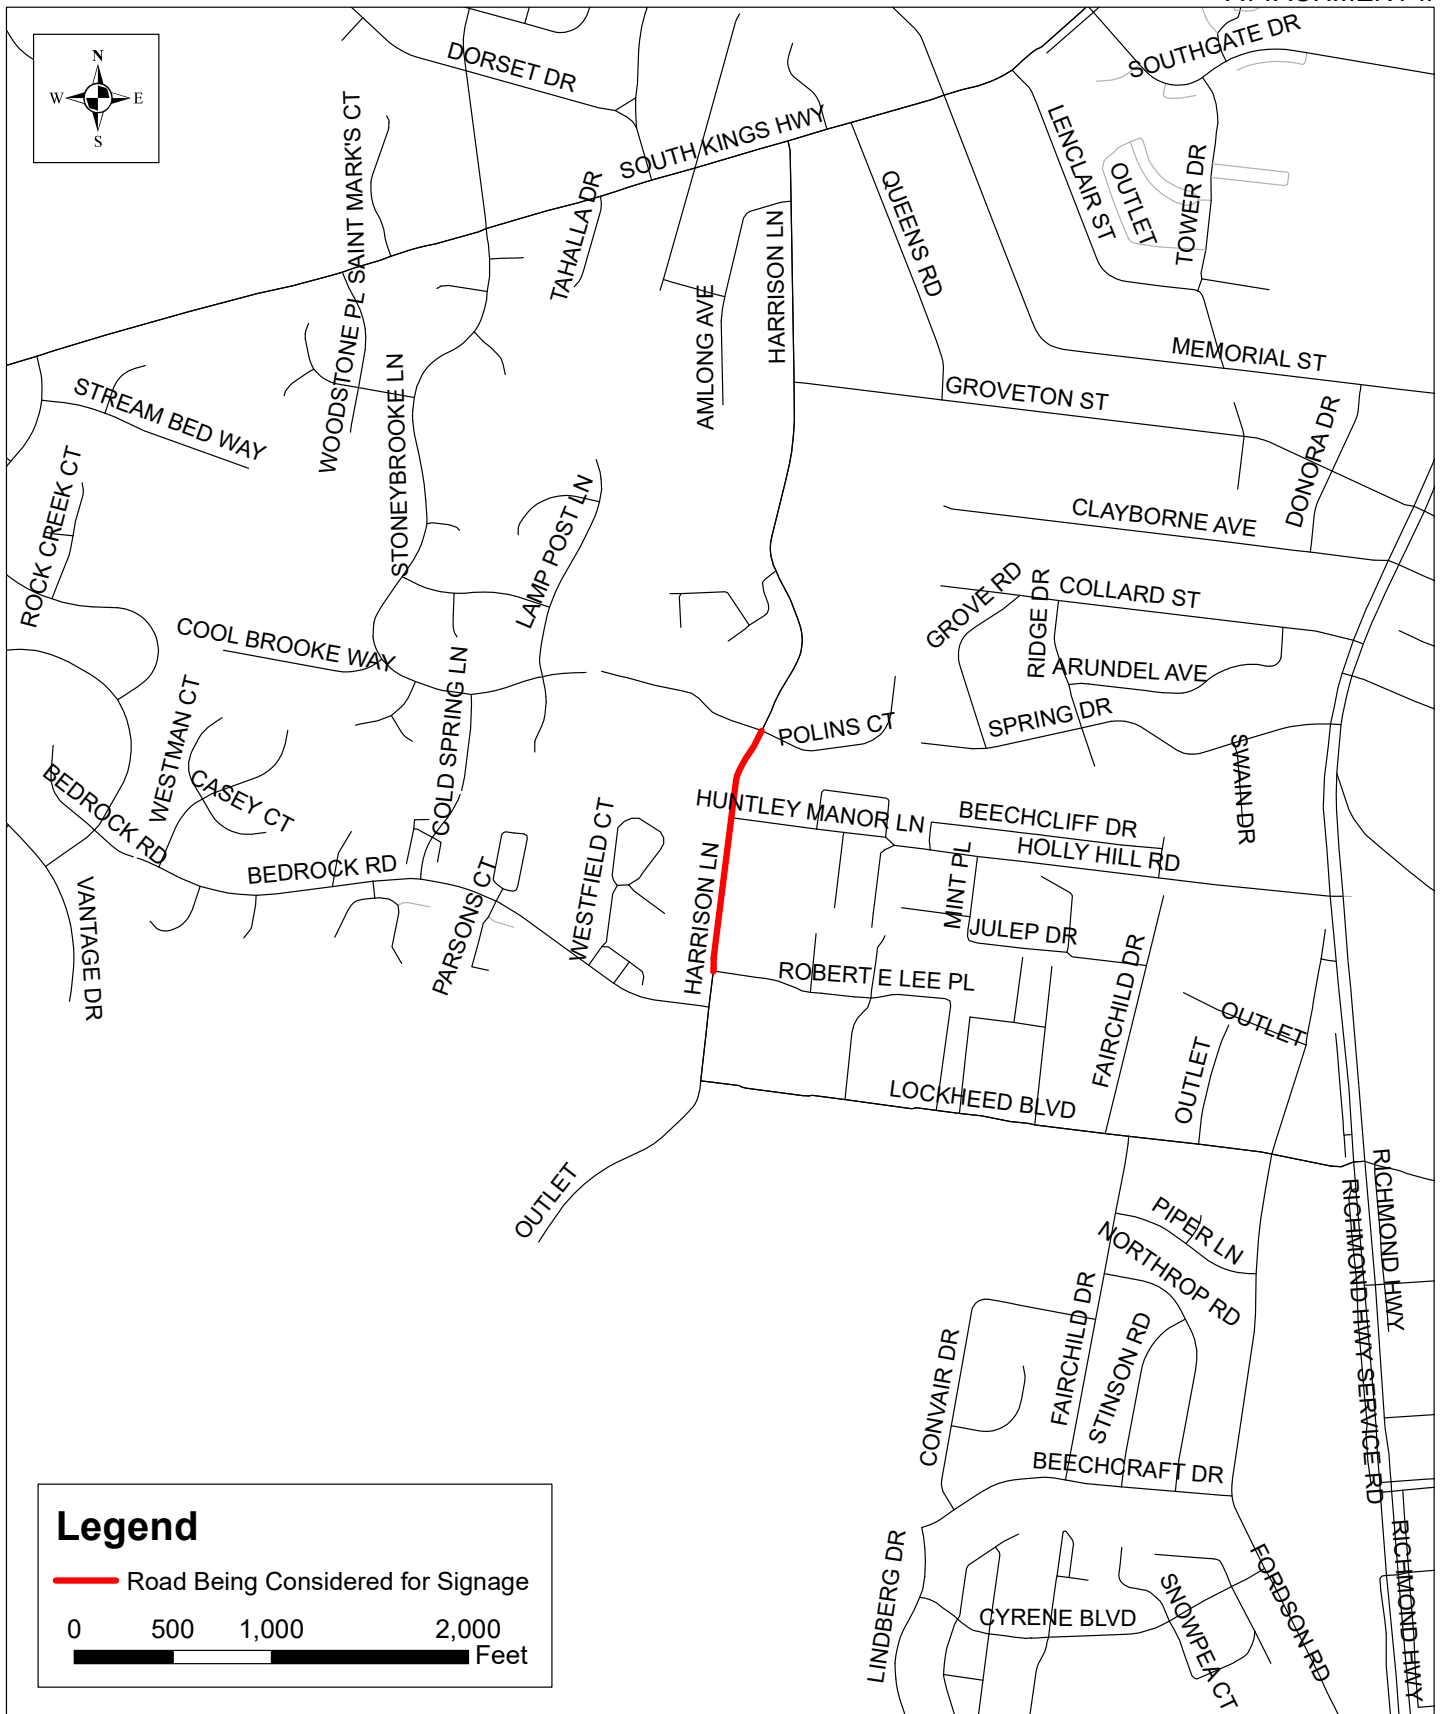 N
W E
S
DORSET DR
SOUTHGATE DR
SOUTH KINGS HWY
WOODSTONE PL
SAINT MARK'S CT
TAHALLA DR
HARRISON LN
QUEENS RD
LENCLAIR ST
OUTLET
TOWER DR
AMLONG AVE
MEMORIAL ST
GROVETON ST
STREAM BED WAY
STONEYBROOKE LN
DONORA DR
ROCK CREEK CT
LAMP POST LN
CLAYBORNE AVE
COLLARD ST
GROVE RD
RIDGE DR
COOL BROOKE WAY
ARUNDEL AVE
COLD SPRING LN
WESTMAN CT
POLINS CT
SPRING DR
SWAIN DR
CASEY CT
BEDROCK RD
HUNTLEY MANOR LN
BEECHCLIFF DR
HOLLY HILL RD
BEDROCK RD
WESTFIELD CT
HARRISON LN
MINT PL
PARSONS CT
VANTAGE DR
JULEP DR
ROBERT E LEE PL
FAIRCHILD DR
OUTLET
OUTLET
LOCKHEED BLVD
OUTLET
RICHMOND HWY
RICHMOND HWY SERVICE RD
PIPER LN
NORTHROP RD
FAIRCHILD DR
STINSON RD
CONVAIR DR
BEECHCRAFT DR
LINDBERG DR
CYRENE BLVD
SNOWPEA CT
FORDSON RD
RICHMOND HWY
Legend
Road Being Considered for Signage
0 500 1,000 2,000
Feet